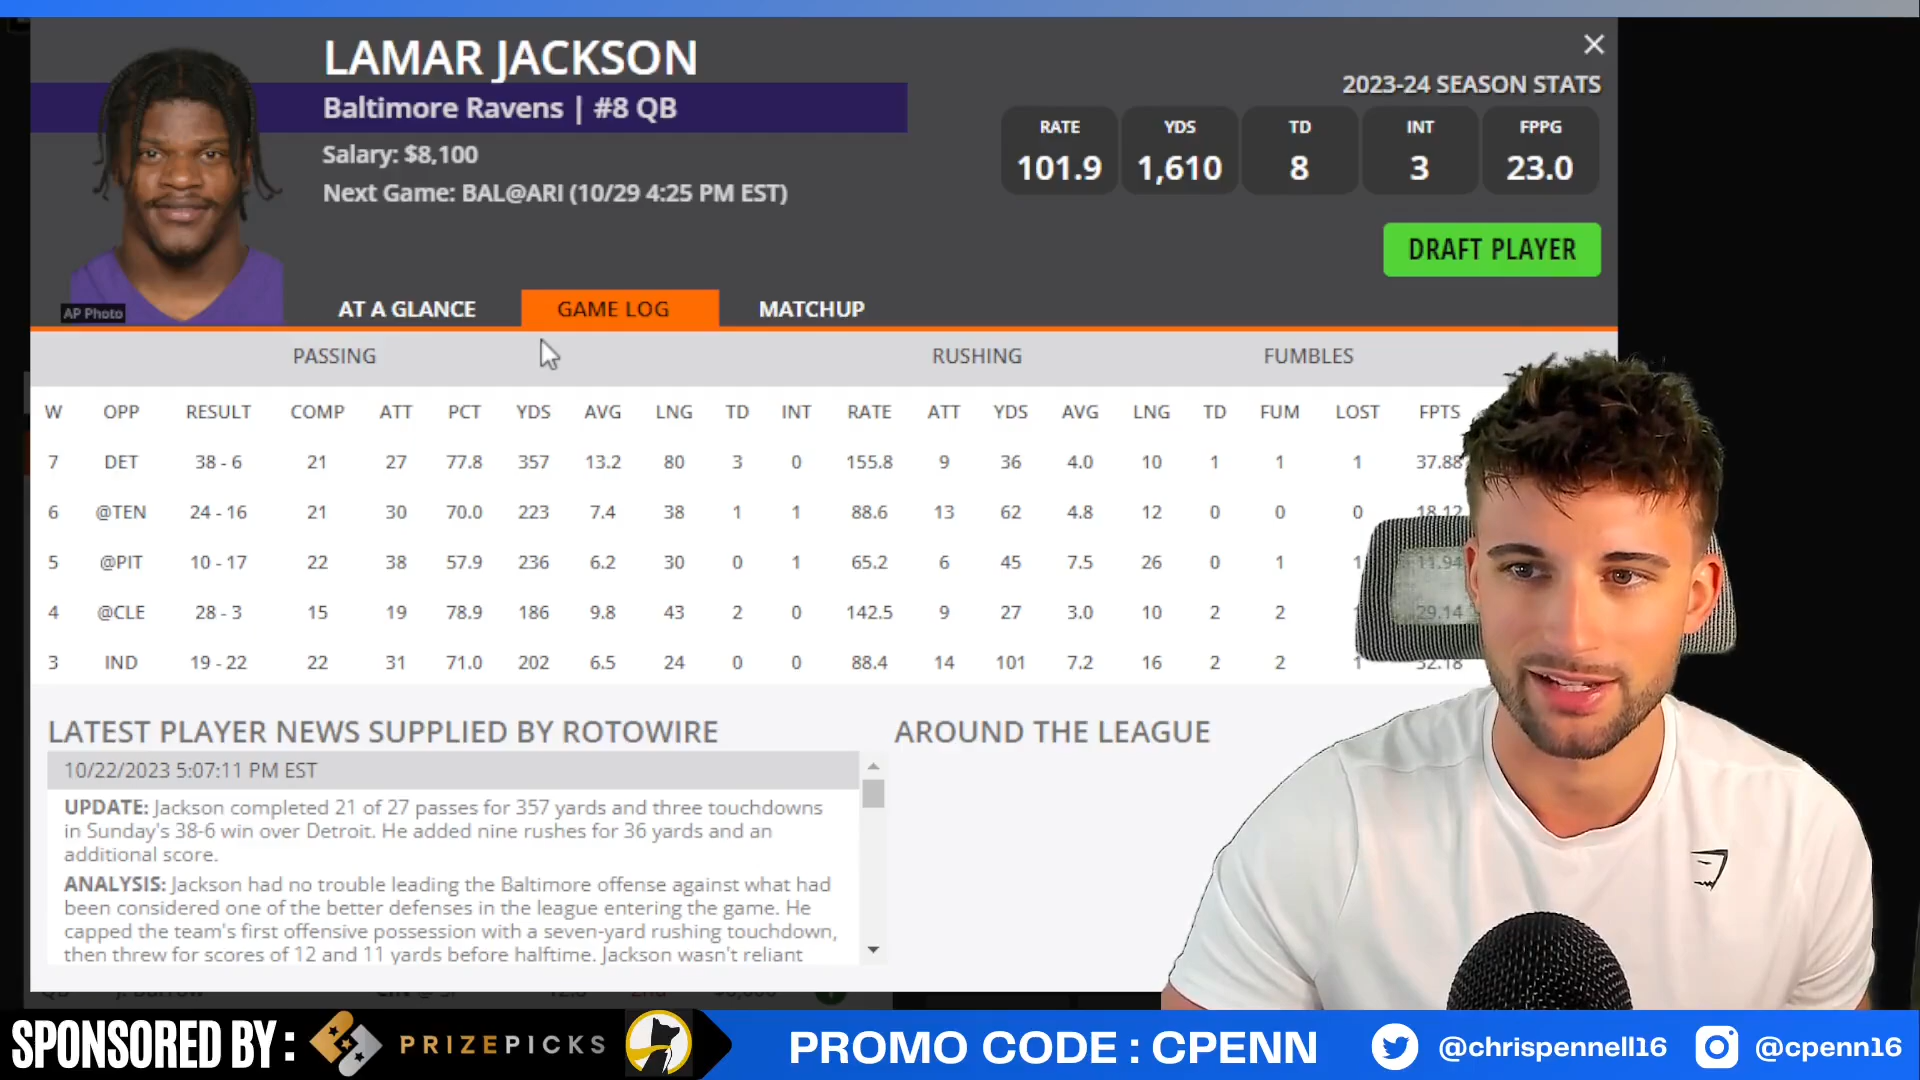 LAMAR JACKSON
Baltimore Ravens | #8 QB
Salary: $8,100
Next Game: BAL@ARI (10/29 4:25 PM EST)
AP Photo
2023-24 SEASON STATS
RATE YDS TD INT FPPG
101.9 1,610 8 3 23.0
DRAFT PLAYER
AT A GLANCE GAME LOG MATCHUP
PASSING RUSHING FUMBLES
W OPP RESULT COMP ATT PCT YDS AVG LNG TD INT RATE ATT YDS AVG LNG TD FUM LOST FPTS
7 DET 38 - 6 21 27 77.8 357 13.2 80 3 0 155.8 9 36 4.0 10 1 1 1 37.88
6 @TEN 24 - 16 21 30 70.0 223 7.4 38 1 1 88.6 13 62 4.8 12 0 0 0 18.12
5 @PIT 10 - 17 22 38 57.9 236 6.2 30 0 1 65.2 6 45 7.5 26 0 1 1 11.94
4 @CLE 28 - 3 15 19 78.9 186 9.8 43 2 0 142.5 9 27 3.0 10 2 2 29.14
3 IND 19 - 22 22 31 71.0 202 6.5 24 0 0 88.4 14 101 7.2 16 2 2 1 32.18
LATEST PLAYER NEWS SUPPLIED BY ROTOWIRE
AROUND THE LEAGUE
10/22/2023 5:07:11 PM EST
UPDATE: Jackson completed 21 of 27 passes for 357 yards and three touchdowns
in Sunday's 38-6 win over Detroit. He added nine rushes for 36 yards and an
additional score.
ANALYSIS: Jackson had no trouble leading the Baltimore offense against what had
been considered one of the better defenses in the league entering the game. He
capped the team's first offensive possession with a seven-yard rushing touchdown,
then threw for scores of 12 and 11 yards before halftime. Jackson wasn't reliant
SPONSORED BY : PRIZEPICKS PROMO CODE : CPENN @chrispennell16 @cpenn16